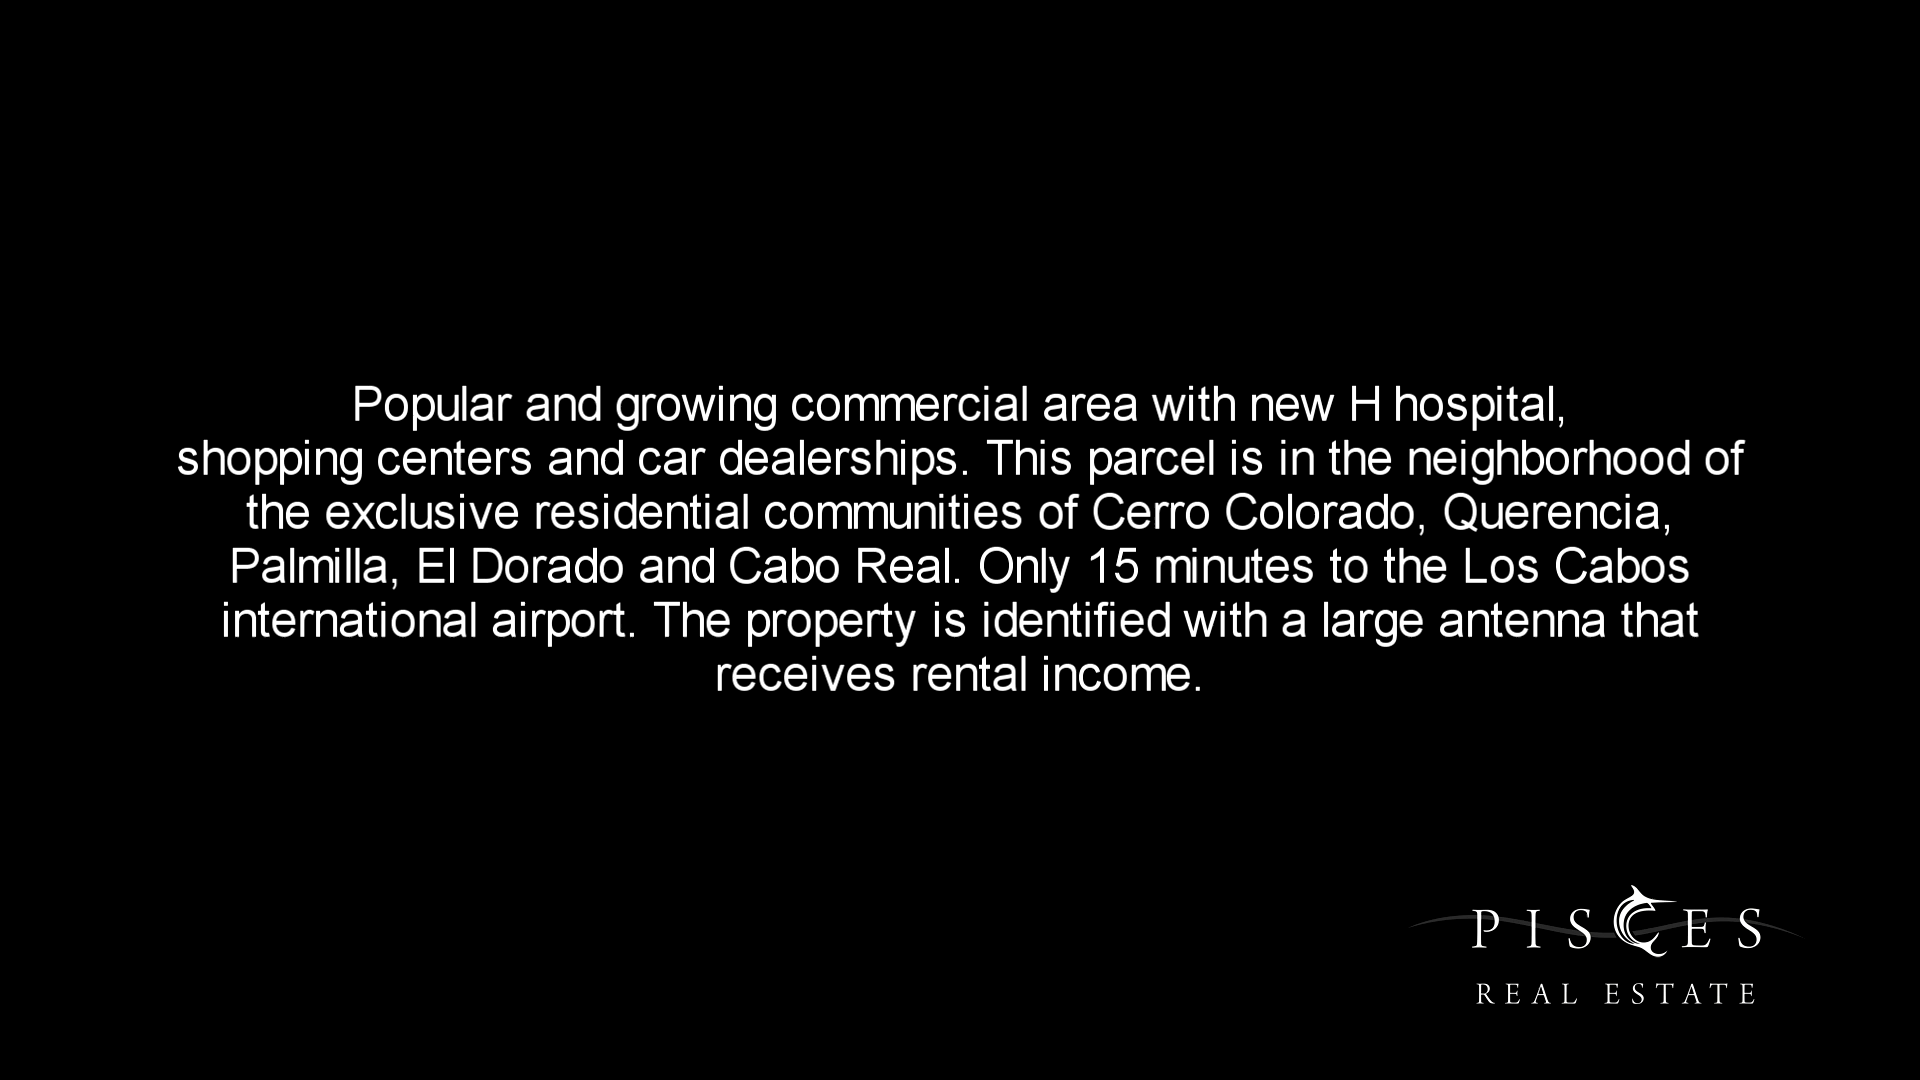 Popular and growing commercial area with new H hospital,
shopping centers and car dealerships. This parcel is in the neighborhood of
the exclusive residential communities of Cerro Colorado, Querencia,
Palmilla, El Dorado and Cabo Real. Only 15 minutes to the Los Cabos
international airport. The property is identified with a large antenna that
receives rental income.
PISCES
REAL ESTATE